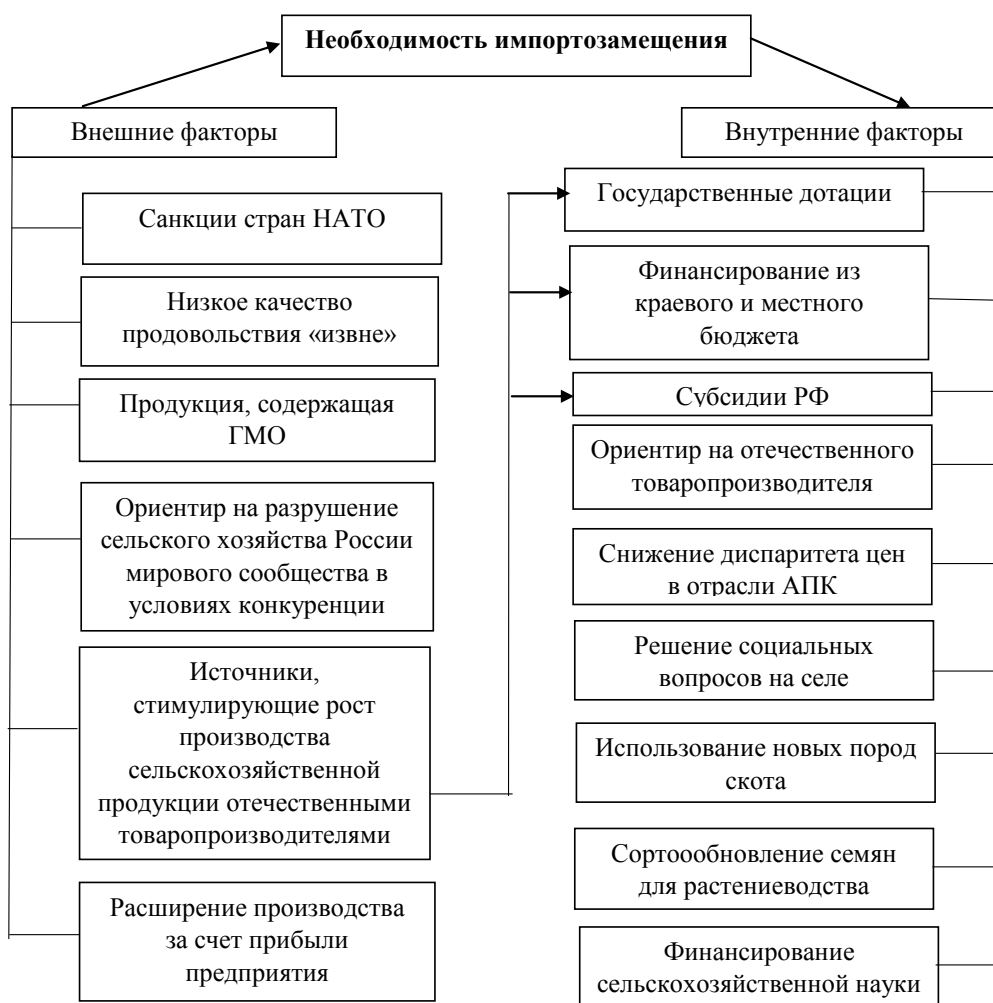 Необходимость импортозамещения
Внешние факторы
Внутренние факторы
Санкции стран НАТО
Низкое качество
продовольствия «извне»
Продукция, содержащая
ГМО
Ориентир на разрушение
сельского хозяйства России
мирового сообщества в
условиях конкуренции
Источники,
стимулирующие рост
производства
сельскохозяйственной
продукции отечественными
товаропроизводителями
Расширение производства
за счет прибыли
предприятия
Государственные дотации
Финансирование из
краевого и местного
бюджета
Субсидии РФ
Ориентир на отечественного
товаропроизводителя
Снижение диспаритета цен
в отрасли АПК
Решение социальных
вопросов на селе
Использование новых пород
скота
Сортоообновление семян
для растениеводства
Финансирование
сельскохозяйственной науки